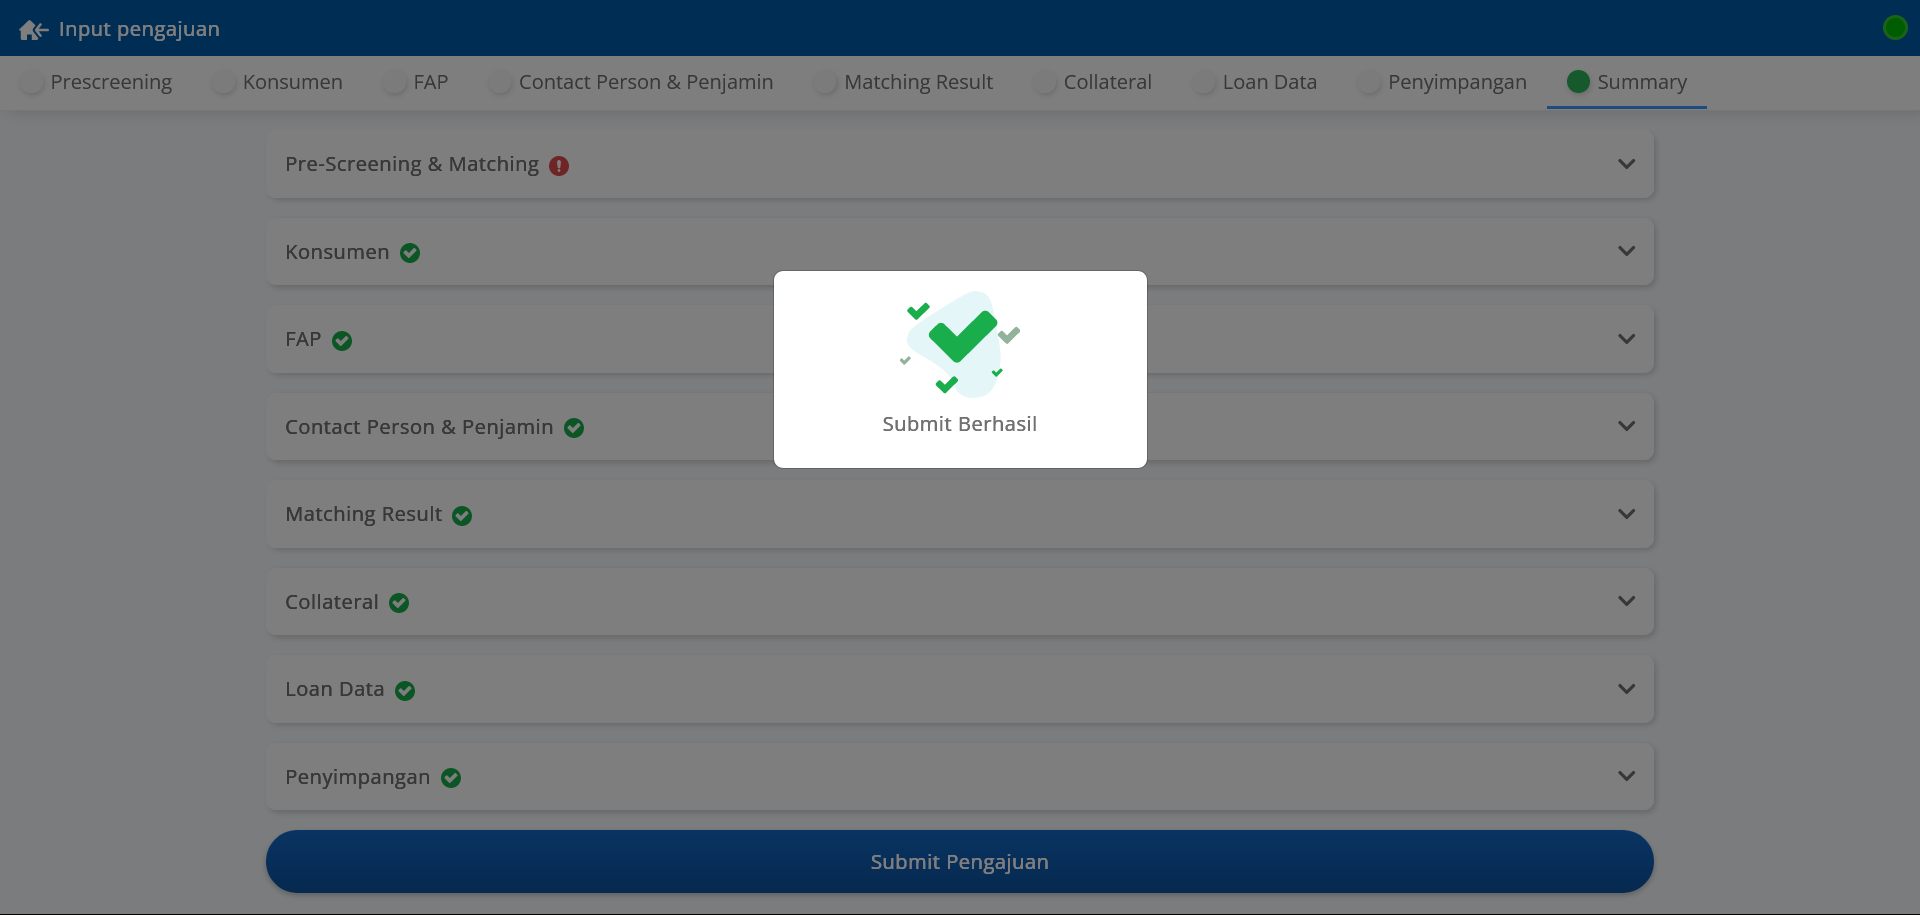 Input pengajuan
Prescreening Konsumen FAP Contact Person & Penjamin Matching Result Collateral Loan Data Penyimpangan Summary
Pre-Screening & Matching
Konsumen
FAP
Contact Person & Penjamin
Matching Result
Collateral
Loan Data
Penyimpangan
Submit Berhasil
Submit Pengajuan